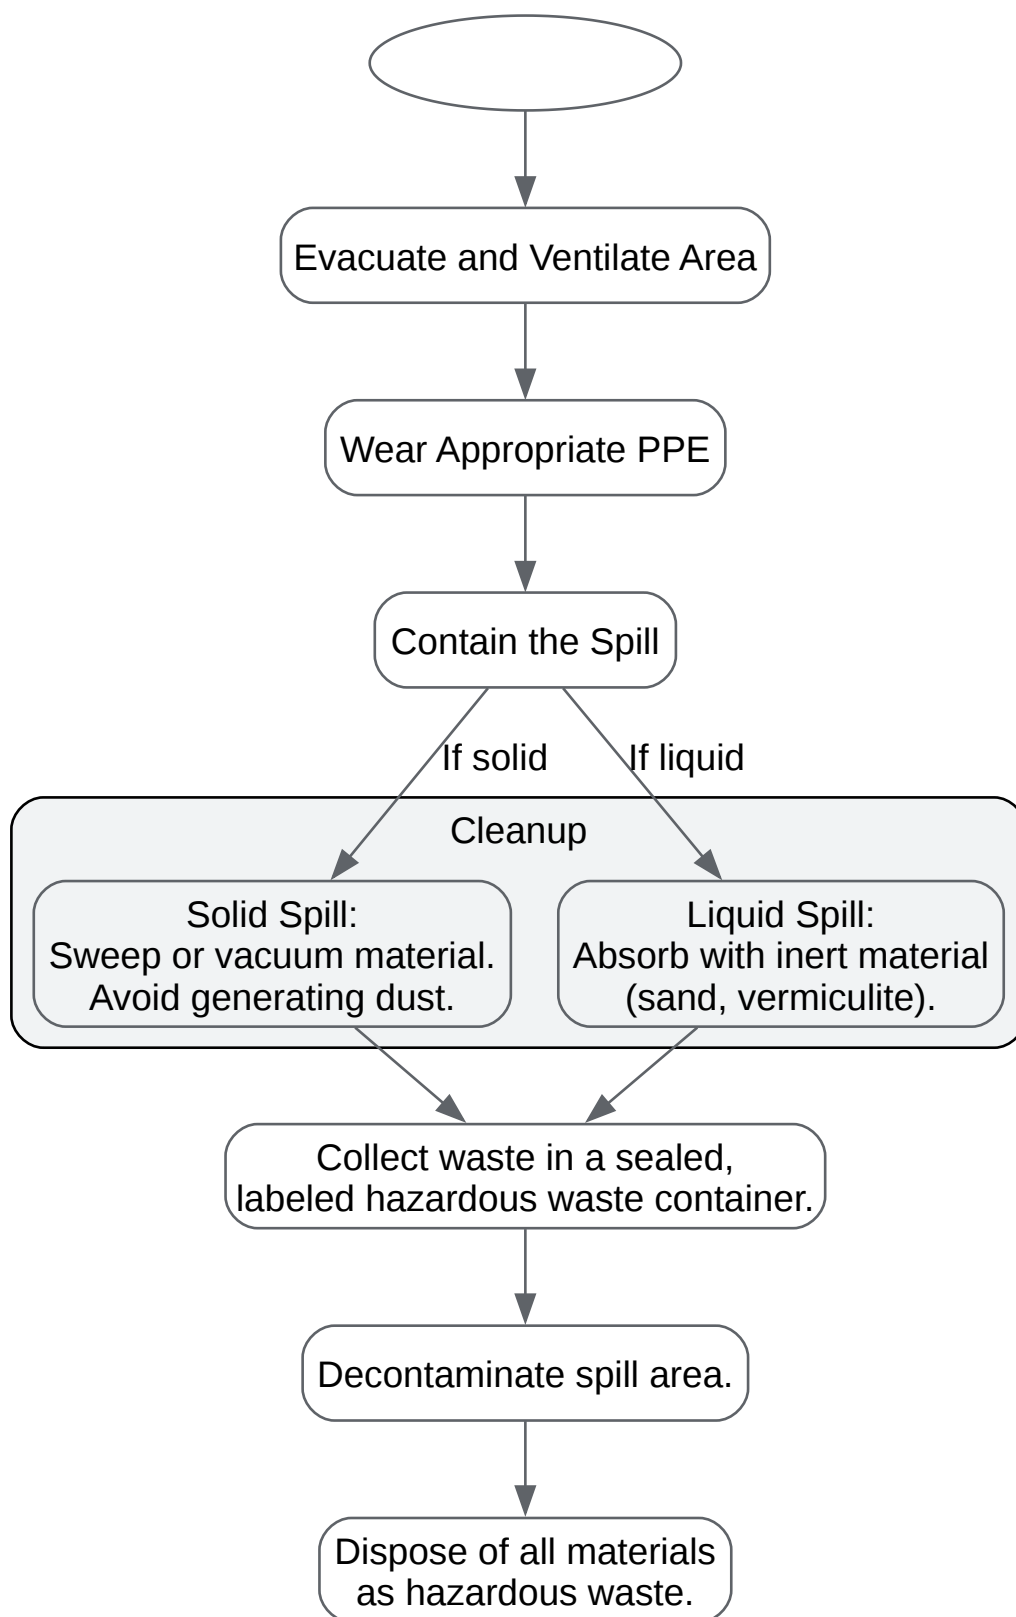 Evacuate and Ventilate Area
Wear Appropriate PPE
Contain the Spill
If solid
If liquid
Cleanup
Solid Spill:
Sweep or vacuum material.
Avoid generating dust.
Liquid Spill:
Absorb with inert material
(sand, vermiculite).
Collect waste in a sealed,
labeled hazardous waste container.
Decontaminate spill area.
Dispose of all materials
as hazardous waste.